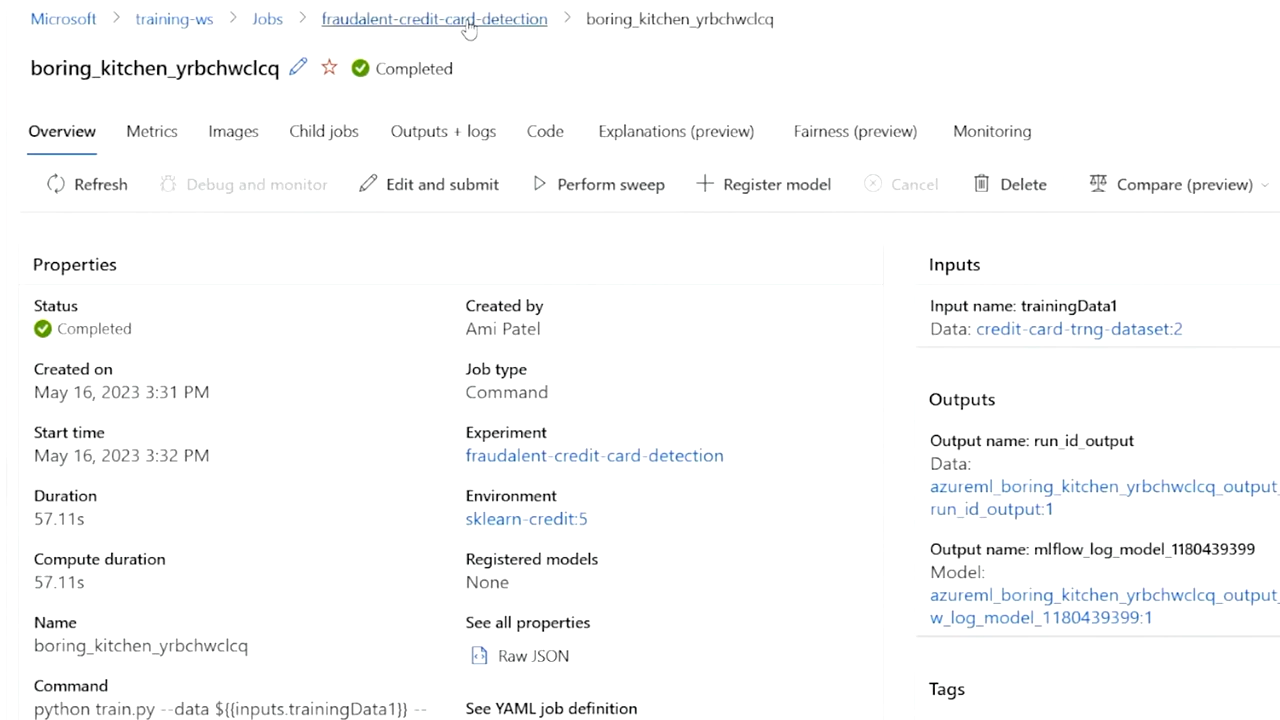 Microsoft > training-ws > Jobs > fraudalent-credit-card-detection > boring_kitchen_yrbchwclcq
boring_kitchen_yrbchwclcq Completed
Overview Metrics Images Child jobs Outputs + logs Code Explanations (preview) Fairness (preview) Monitoring
Refresh Debug and monitor Edit and submit Perform sweep Register model Cancel Delete Compare (preview)
Properties
Status
Completed
Created on
May 16, 2023 3:31 PM
Start time
May 16, 2023 3:32 PM
Duration
57.11s
Compute duration
57.11s
Name
boring_kitchen_yrbchwclcq
Command
python train.py --data ${{inputs.trainingData1}} --
Created by
Ami Patel
Job type
Command
Experiment
fraudalent-credit-card-detection
Environment
sklearn-credit:5
Registered models
None
See all properties
Raw JSON
See YAML job definition
Inputs
Input name: trainingData1
Data: credit-card-trng-dataset:2
Outputs
Output name: run_id_output
Data:
azureml_boring_kitchen_yrbchwclcq_output_
run_id_output:1
Output name: mlflow_log_model_1180439399
Model:
azureml_boring_kitchen_yrbchwclcq_output_
w_log_model_1180439399:1
Tags